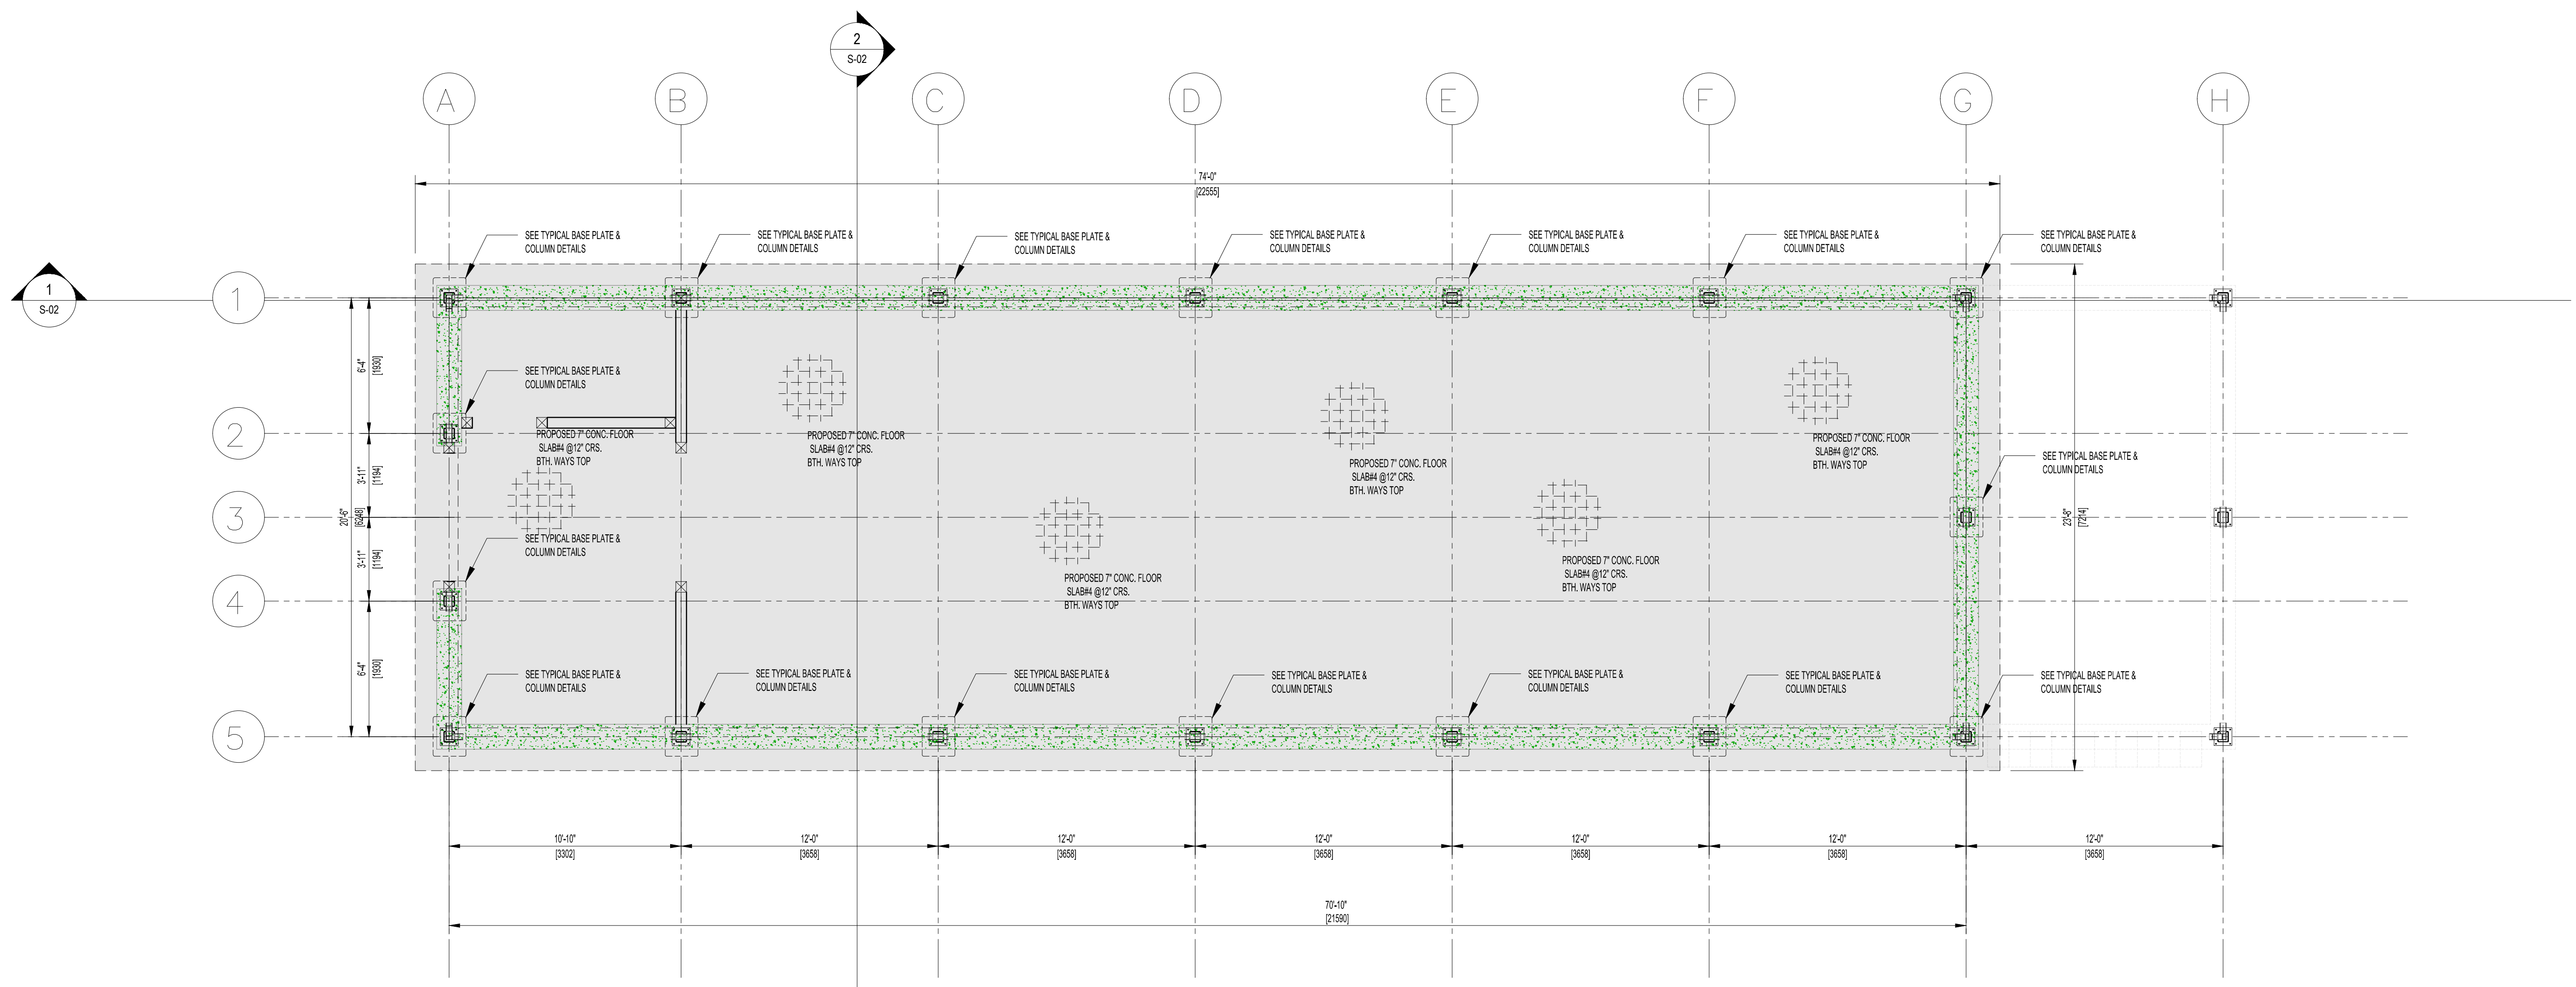 2
S-02
A
B
C
D
E
F
G
H
74'-0"
[22555]
SEE TYPICAL BASE PLATE &
COLUMN DETAILS
SEE TYPICAL BASE PLATE &
COLUMN DETAILS
SEE TYPICAL BASE PLATE &
COLUMN DETAILS
SEE TYPICAL BASE PLATE &
COLUMN DETAILS
SEE TYPICAL BASE PLATE &
COLUMN DETAILS
SEE TYPICAL BASE PLATE &
COLUMN DETAILS
SEE TYPICAL BASE PLATE &
COLUMN DETAILS
1
S-02
1
2
3
4
5
6'-4"
[1930]
3'-11"
[1194]
20'-6"
[6248]
3'-11"
[1194]
6'-4"
[1930]
SEE TYPICAL BASE PLATE &
COLUMN DETAILS
PROPOSED 7" CONC. FLOOR
SLAB#4 @12" CRS.
BTH. WAYS TOP
PROPOSED 7" CONC. FLOOR
SLAB#4 @12" CRS.
BTH. WAYS TOP
PROPOSED 7" CONC. FLOOR
SLAB#4 @12" CRS.
BTH. WAYS TOP
PROPOSED 7" CONC. FLOOR
SLAB#4 @12" CRS.
BTH. WAYS TOP
SEE TYPICAL BASE PLATE &
COLUMN DETAILS
23'-8"
[7214]
SEE TYPICAL BASE PLATE &
COLUMN DETAILS
PROPOSED 7" CONC. FLOOR
SLAB#4 @12" CRS.
BTH. WAYS TOP
PROPOSED 7" CONC. FLOOR
SLAB#4 @12" CRS.
BTH. WAYS TOP
SEE TYPICAL BASE PLATE &
COLUMN DETAILS
SEE TYPICAL BASE PLATE &
COLUMN DETAILS
SEE TYPICAL BASE PLATE &
COLUMN DETAILS
SEE TYPICAL BASE PLATE &
COLUMN DETAILS
SEE TYPICAL BASE PLATE &
COLUMN DETAILS
SEE TYPICAL BASE PLATE &
COLUMN DETAILS
SEE TYPICAL BASE PLATE &
COLUMN DETAILS
10'-10"
[3302]
12'-0"
[3658]
12'-0"
[3658]
12'-0"
[3658]
12'-0"
[3658]
12'-0"
[3658]
12'-0"
[3658]
70'-10"
[21590]